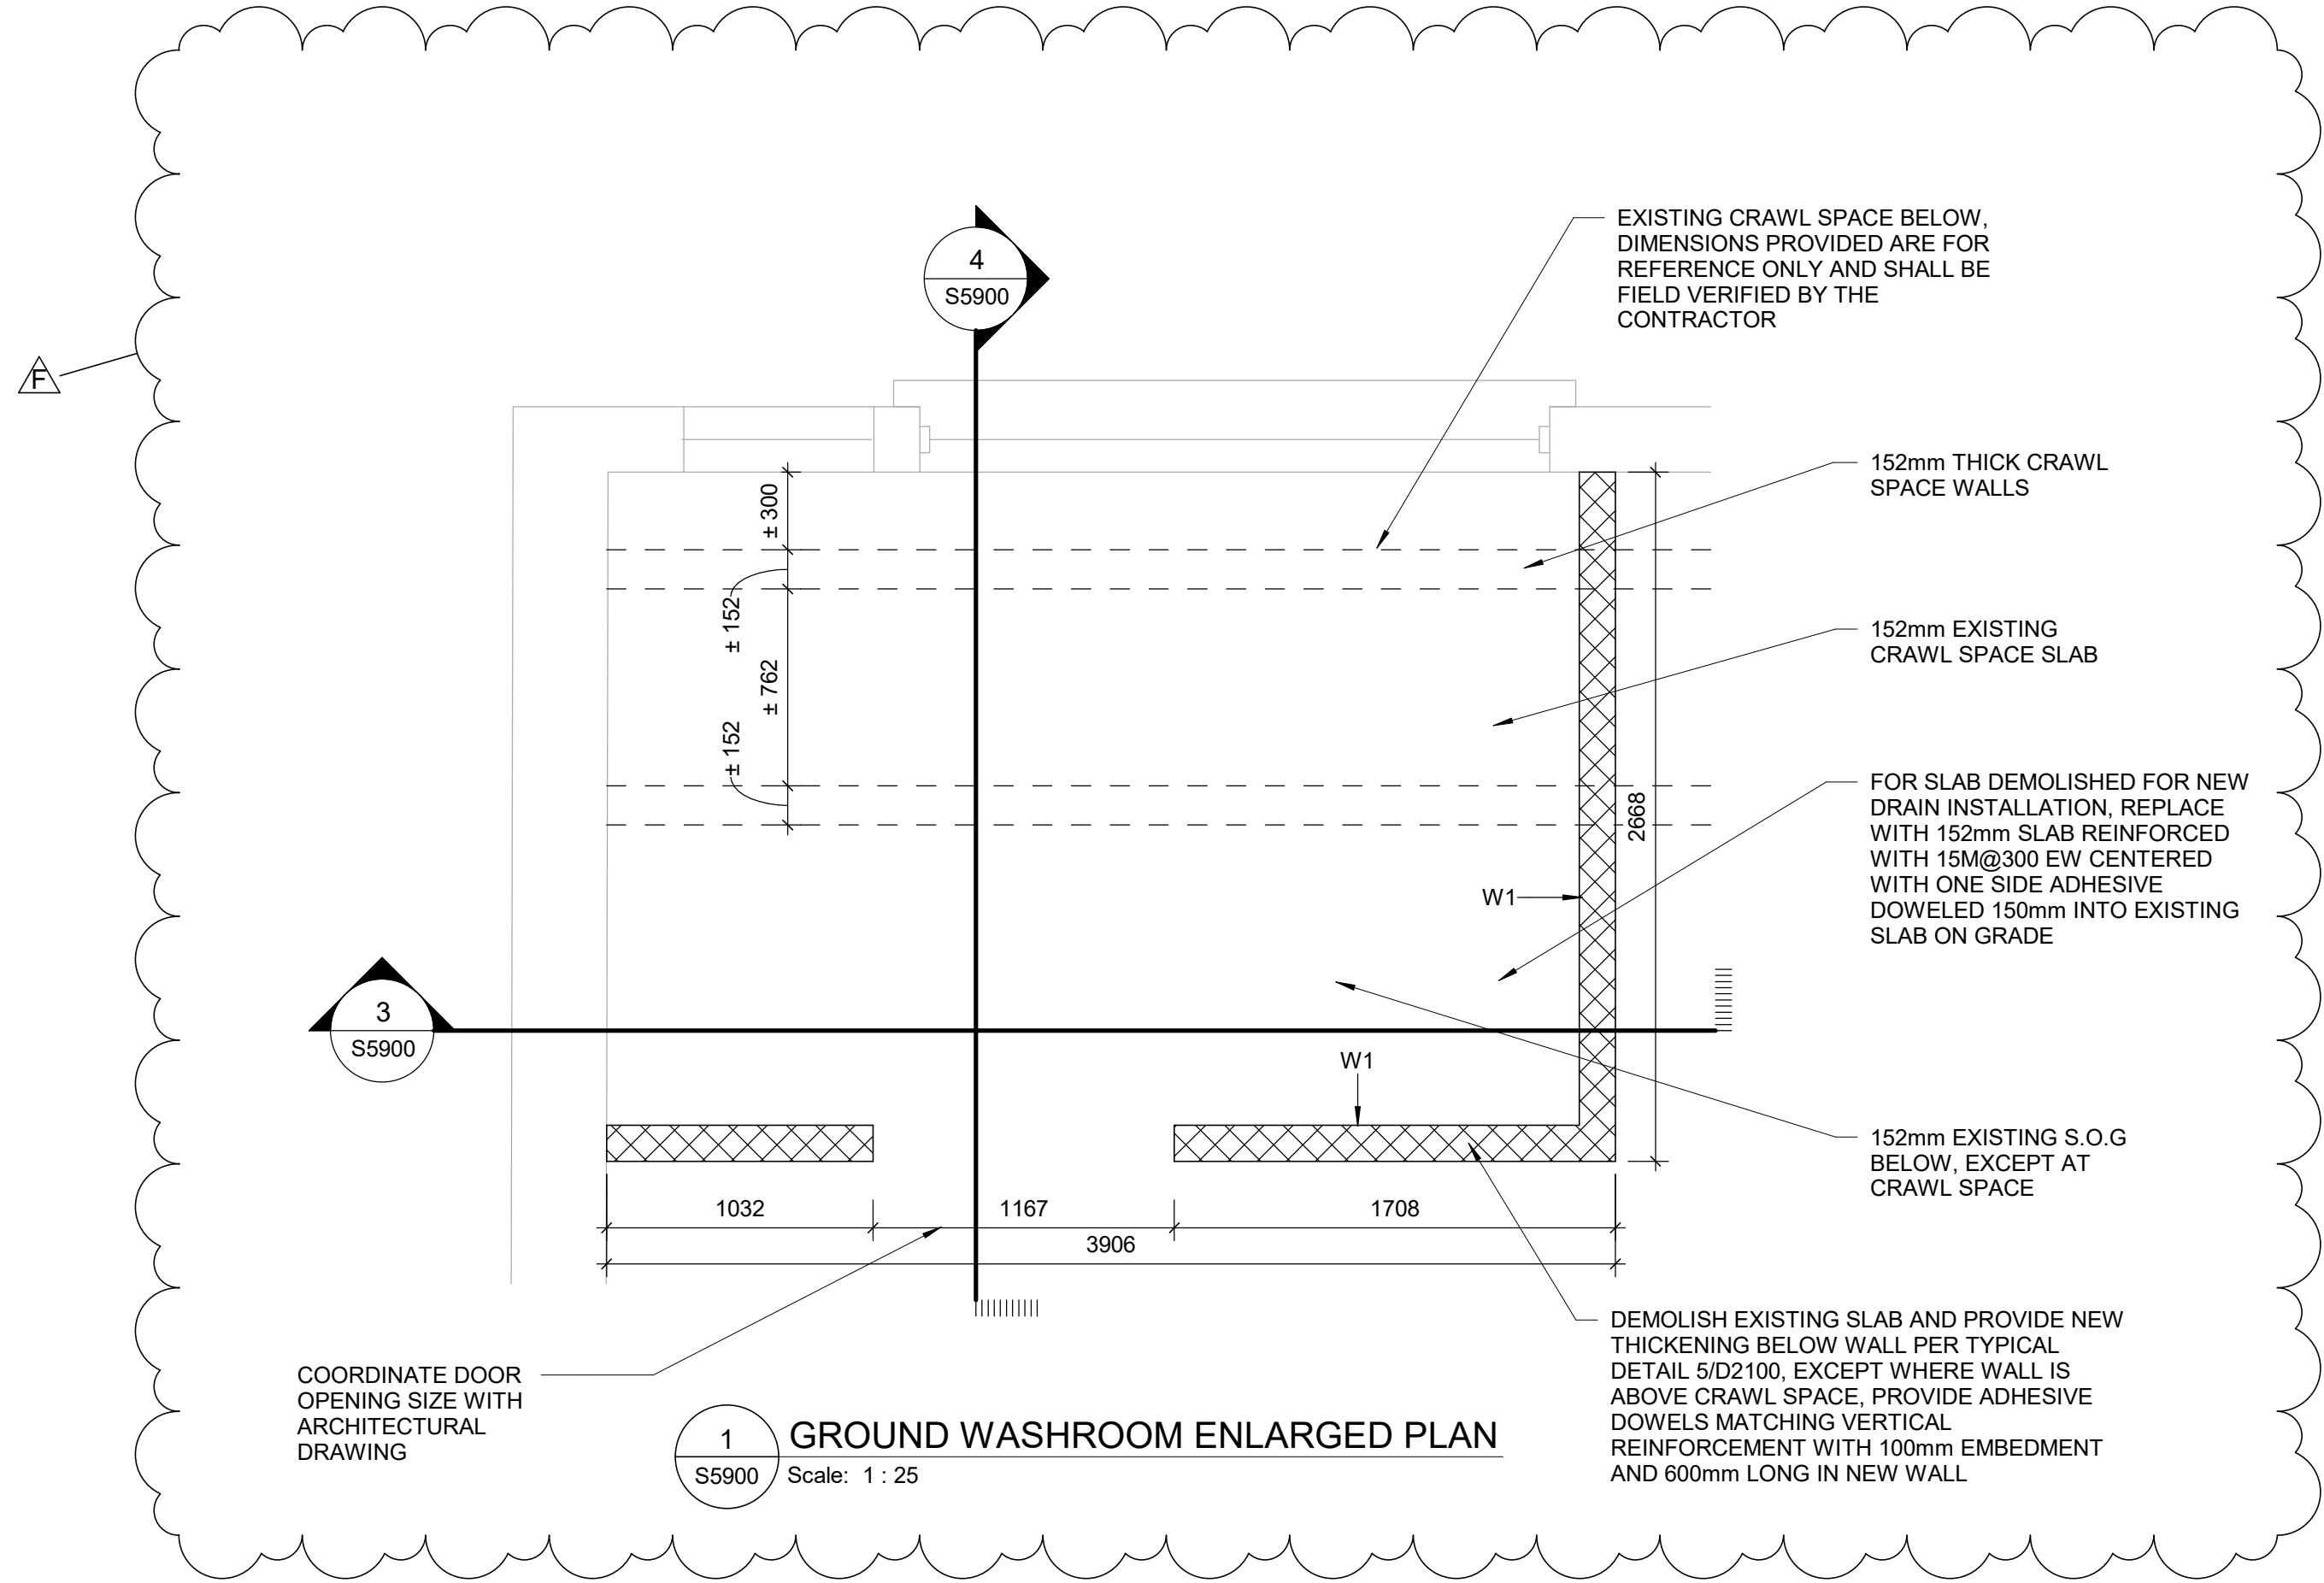 4
S5900
EXISTING CRAWL SPACE BELOW,
DIMENSIONS PROVIDED ARE FOR
REFERENCE ONLY AND SHALL BE
FIELD VERIFIED BY THE
CONTRACTOR
F
152mm THICK CRAWL
SPACE WALLS
± 300
± 152
± 762
± 152
152mm EXISTING
CRAWL SPACE SLAB
FOR SLAB DEMOLISHED FOR NEW
DRAIN INSTALLATION, REPLACE
WITH 152mm SLAB REINFORCED
WITH 15M@300 EW CENTERED
WITH ONE SIDE ADHESIVE
DOWELED 150mm INTO EXISTING
SLAB ON GRADE
2668
W1
3
S5900
W1
152mm EXISTING S.O.G
BELOW, EXCEPT AT
CRAWL SPACE
1032
1167
1708
3906
DEMOLISH EXISTING SLAB AND PROVIDE NEW
THICKENING BELOW WALL PER TYPICAL
DETAIL 5/D2100, EXCEPT WHERE WALL IS
ABOVE CRAWL SPACE, PROVIDE ADHESIVE
DOWELS MATCHING VERTICAL
REINFORCEMENT WITH 100mm EMBEDMENT
AND 600mm LONG IN NEW WALL
COORDINATE DOOR
OPENING SIZE WITH
ARCHITECTURAL
DRAWING
1
S5900
GROUND WASHROOM ENLARGED PLAN
Scale: 1 : 25